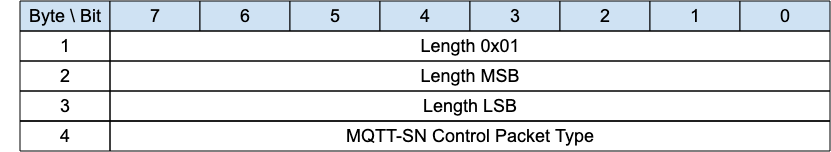 Byte \ Bit 7 6 5 4 3 2 1 0
1 Length 0x01
2 Length MSB
3 Length LSB
4 MQTT-SN Control Packet Type